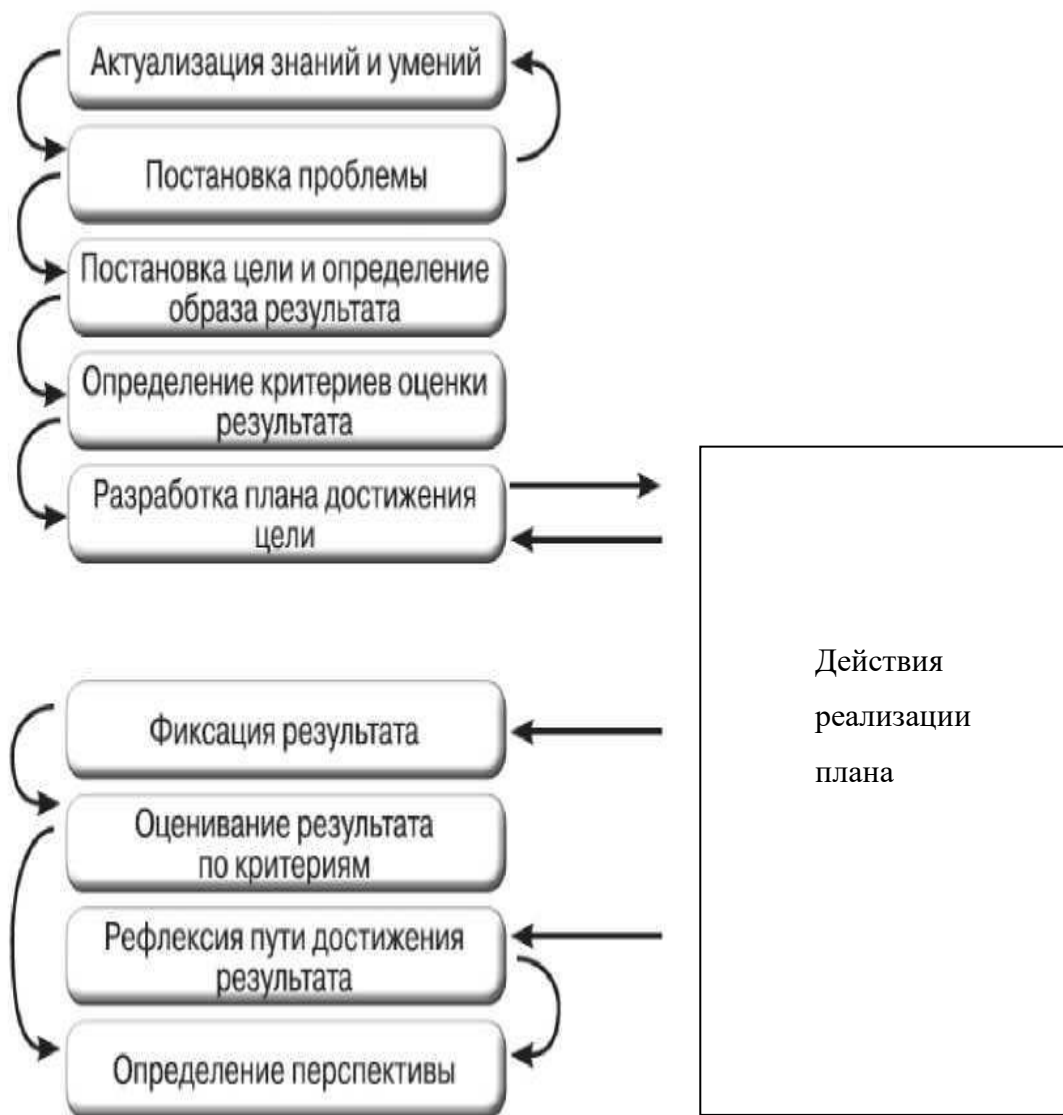 Актуализация знаний и умений
Постановка проблемы
Постановка цели и определение
образа результата
Определение критериев оценки
результата
Разработка плана достижения
цели
Действия
реализации
плана
Фиксация результата
Оценивание результата
по критериям
Рефлексия пути достижения
результата
Определение перспективы